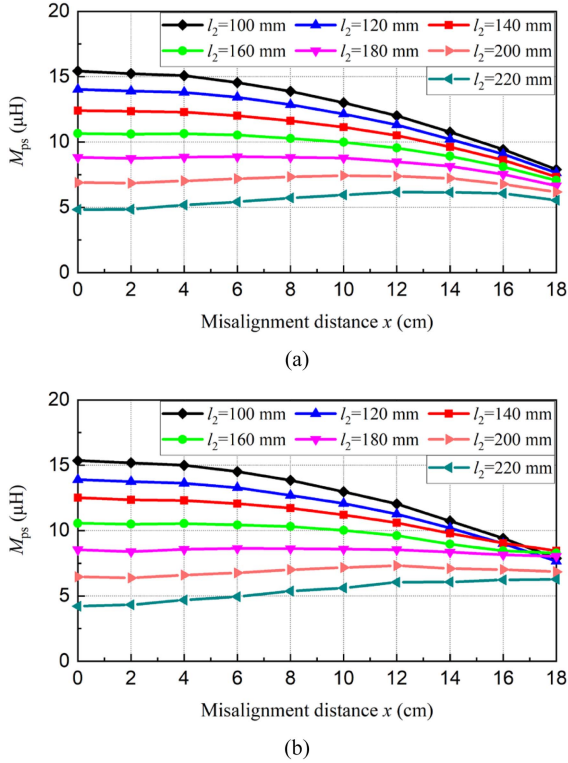 20
15
10
5
0
M_ps (μH)
l₂=100 mm l₂=120 mm l₂=140 mm
l₂=160 mm l₂=180 mm l₂=200 mm
l₂=220 mm
0 2 4 6 8 10 12 14 16 18
Misalignment distance x (cm)
(a)
20
15
10
5
0
M_ps (μH)
l₂=100 mm l₂=120 mm l₂=140 mm
l₂=160 mm l₂=180 mm l₂=200 mm
l₂=220 mm
0 2 4 6 8 10 12 14 16 18
Misalignment distance x (cm)
(b)